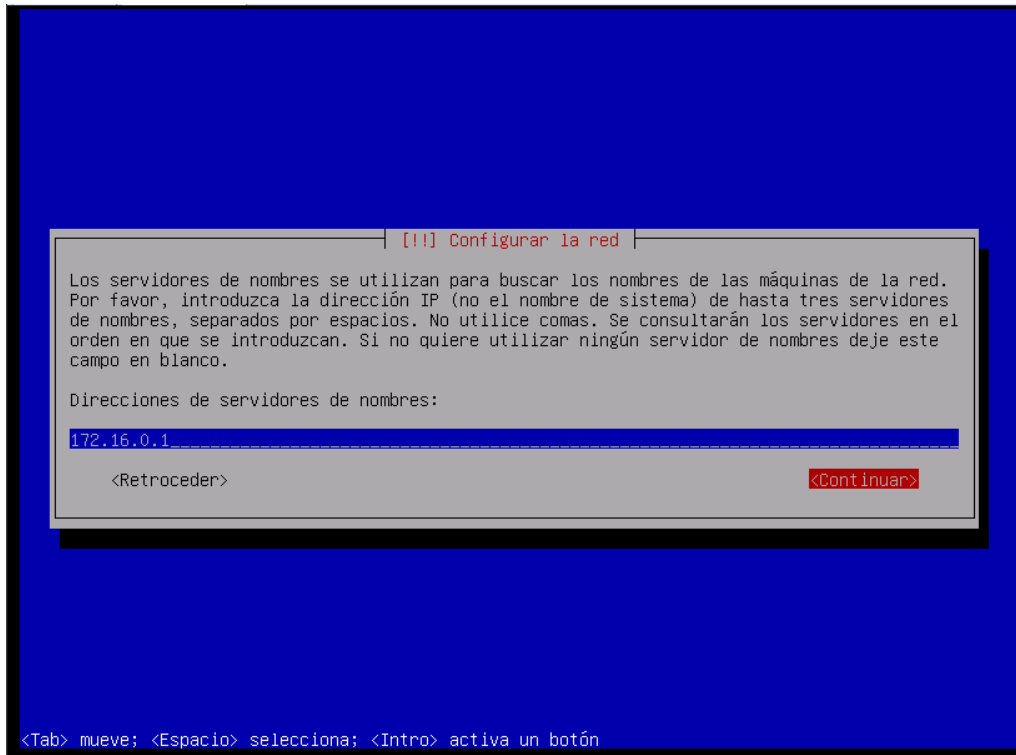 [!!] Configurar la red
Los servidores de nombres se utilizan para buscar los nombres de las máquinas de la red.
Por favor, introduzca la dirección IP (no el nombre de sistema) de hasta tres servidores
de nombres, separados por espacios. No utilice comas. Se consultarán los servidores en el
orden en que se introduzcan. Si no quiere utilizar ningún servidor de nombres deje este
campo en blanco.
Direcciones de servidores de nombres:
172.16.0.1
<Retroceder> <Continuar>
<Tab> mueve; <Espacio> selecciona; <Intro> activa un botón